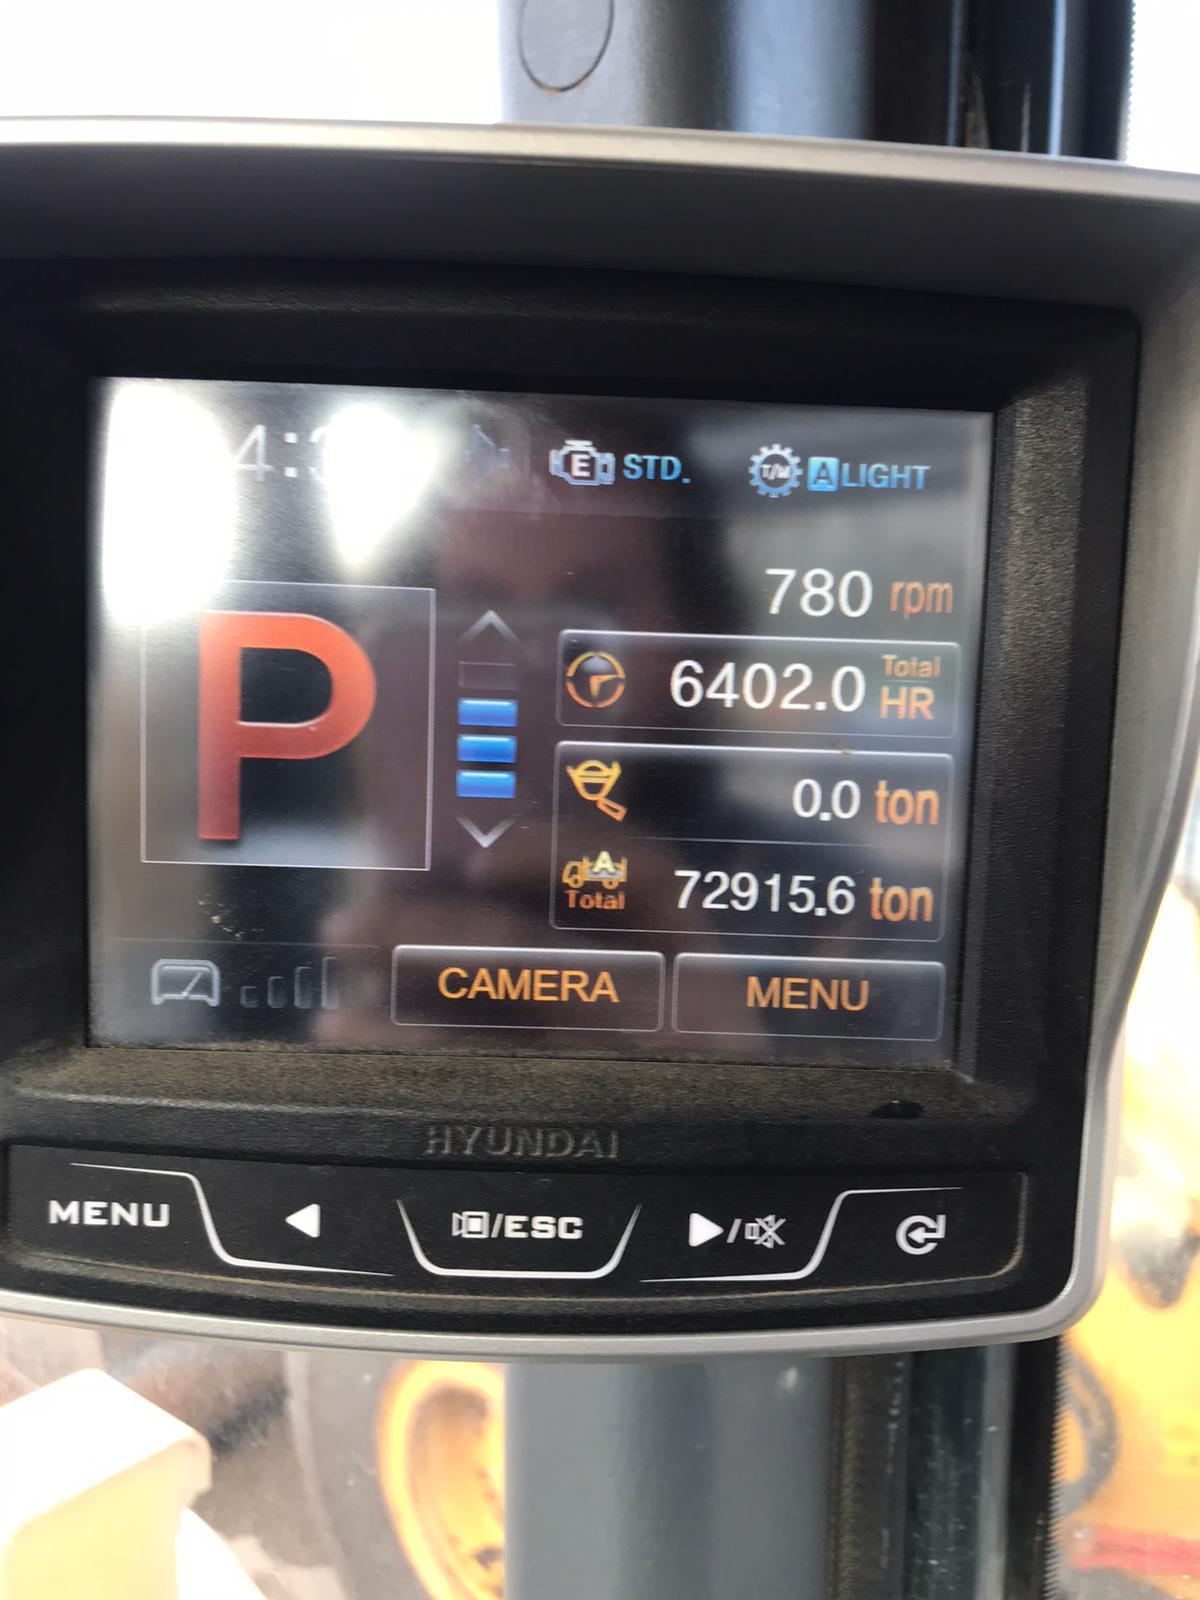 E STD.
T/M A LIGHT
780 rpm
P
6402.0 Total HR
0.0 ton
A
Total 72915.6 ton
CAMERA MENU
HYUNDAI
MENU /ESC /